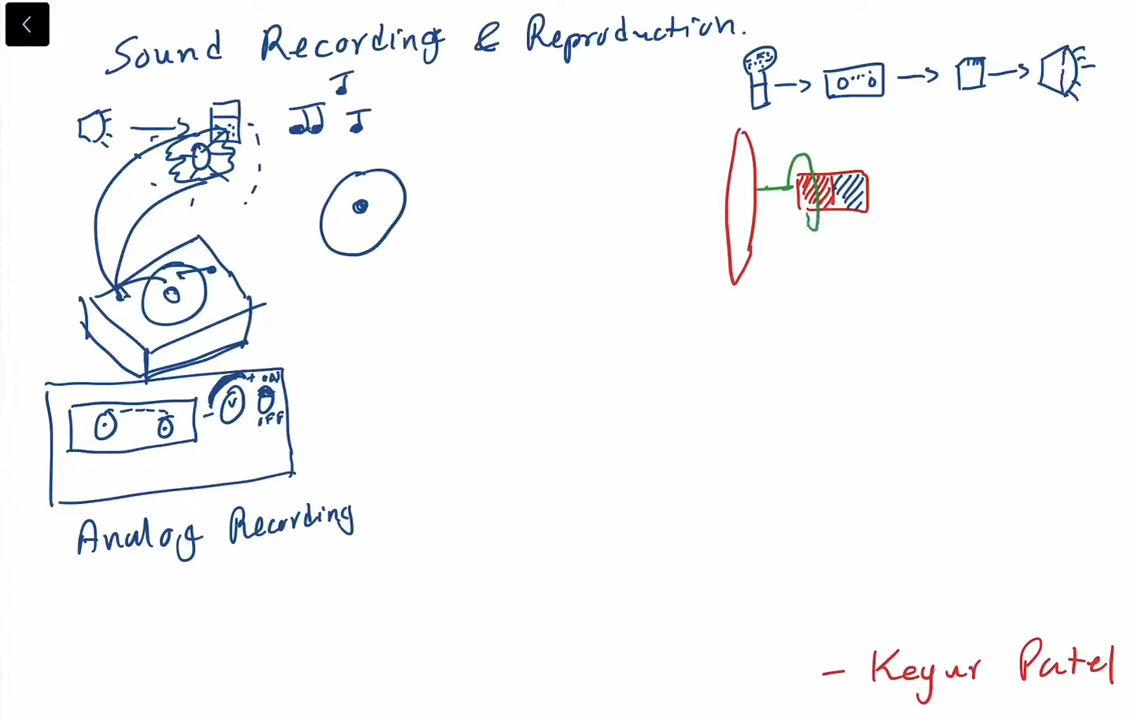 Sound Recording & Reproduction.
+ ON
- V
OFF
Analog Recording
- Keyur Patel